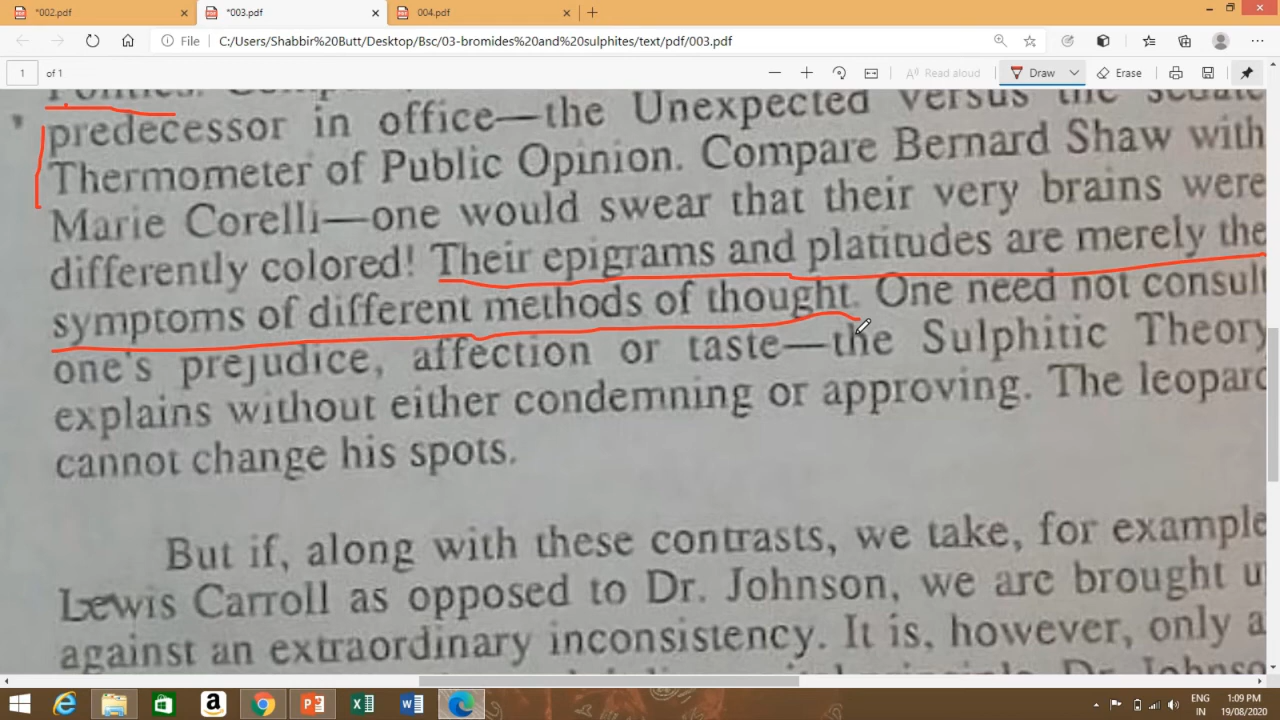 *002.pdf
*003.pdf
004.pdf
File
C:/Users/Shabbir%20Butt/Desktop/Bsc/03-bromides%20and%20sulphites/text/pdf/003.pdf
1 of 1
Read aloud
Draw
Erase
predecessor in office—the Unexpected versus the sedate
Thermometer of Public Opinion. Compare Bernard Shaw with
Marie Corelli—one would swear that their very brains were
differently colored! Their epigrams and platitudes are merely the
symptoms of different methods of thought. One need not consult
one's prejudice, affection or taste—the Sulphitic Theory
explains without either condemning or approving. The leopard
cannot change his spots.
But if, along with these contrasts, we take, for example
Lewis Carroll as opposed to Dr. Johnson, we are brought u
against an extraordinary inconsistency. It is, however, only a
ENG
1:09 PM
IN
19/08/2020